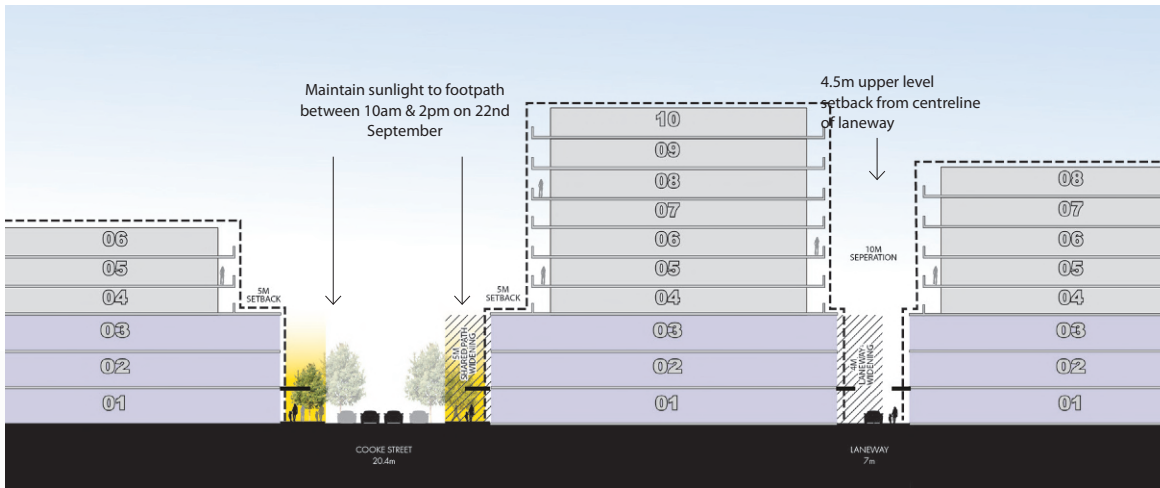 Maintain sunlight to footpath
between 10am & 2pm on 22nd
September
4.5m upper level
setback from centreline
of laneway
06
05
04
03
02
01
5M
SETBACK
5M
SHARED PATH
WIDENING
5M
SETBACK
10
09
08
07
06
05
04
03
02
01
10M
SEPERATION
4M
LANEWAY
WIDENING
08
07
06
05
04
03
02
01
COOKE STREET
20.4m
LANEWAY
7m